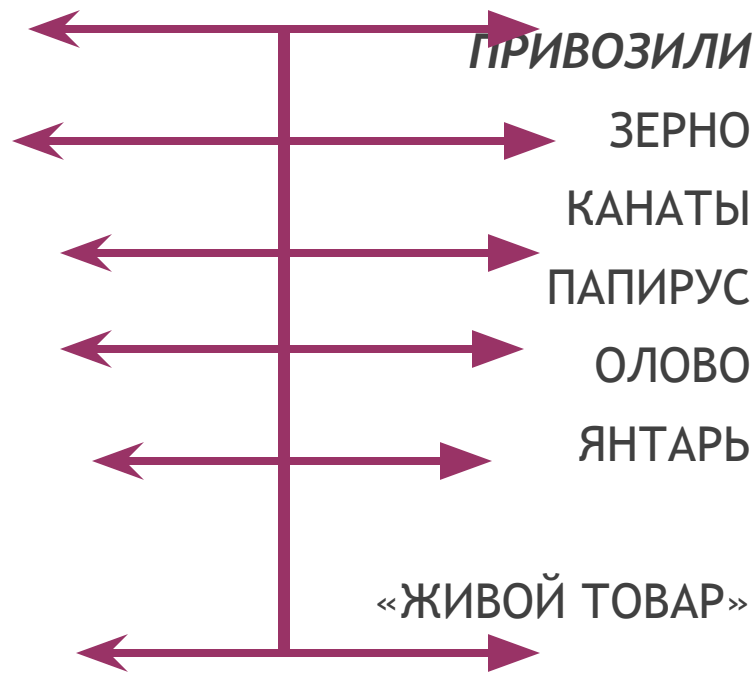 ПРИВОЗИЛИ
ЗЕРНО
КАНАТЫ
ПАПИРУС
ОЛОВО
ЯНТАРЬ
«ЖИВОЙ ТОВАР»